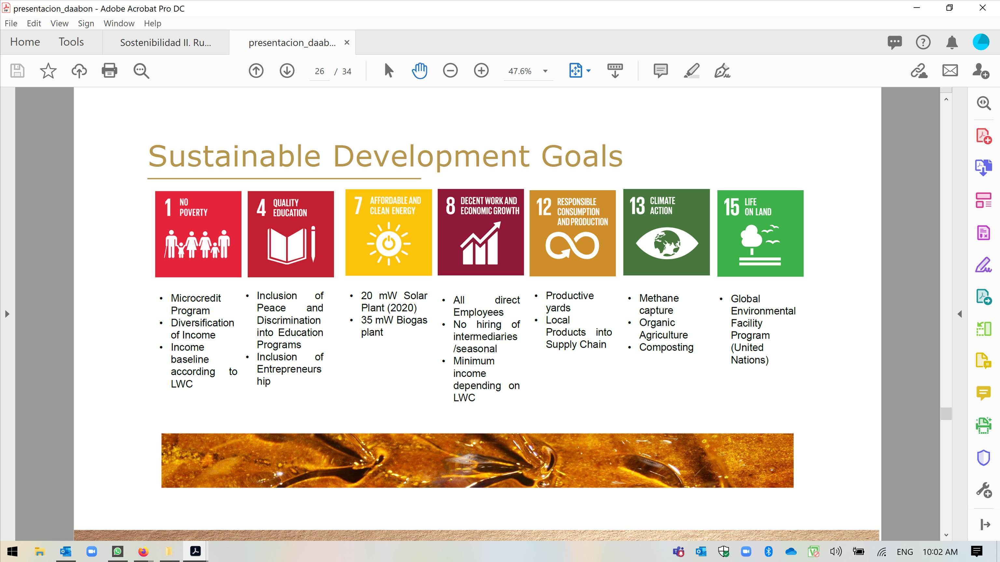 presentacion_daabon - Adobe Acrobat Pro DC
File Edit View Sign Window Help
Home Tools Sostenibilidad II. Ru... presentacion_daab... ×
26 / 34 47.6%
Sustainable Development Goals
1 NO
POVERTY
4 QUALITY
EDUCATION
7 AFFORDABLE AND
CLEAN ENERGY
8 DECENT WORK AND
ECONOMIC GROWTH
12 RESPONSIBLE
CONSUMPTION
AND PRODUCTION
13 CLIMATE
ACTION
15 LIFE
ON LAND
• Microcredit
Program
• Diversification
of Income
• Income
baseline
according to
LWC
• Inclusion of
Peace and
Discrimination
into Education
Programs
• Inclusion of
Entrepreneurs
hip
• 20 mW Solar
Plant (2020)
• 35 mW Biogas
plant
• All direct
Employees
• No hiring of
intermediaries
/seasonal
• Minimum
income
depending on
LWC
• Productive
yards
• Local
Products into
Supply Chain
• Methane
capture
• Organic
Agriculture
• Composting
• Global
Environmental
Facility
Program
(United
Nations)
ENG 10:02 AM